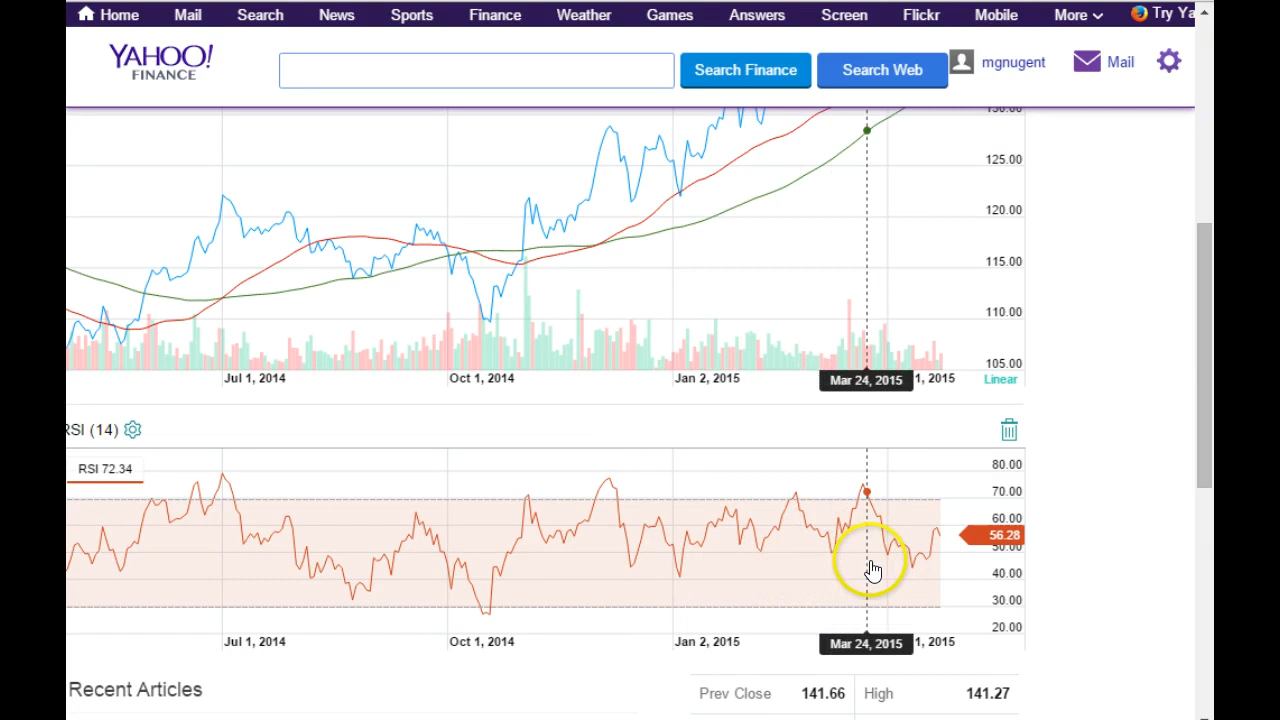 Home Mail Search News Sports Finance Weather Games Answers Screen Flickr Mobile More Try Ya
YAHOO!
FINANCE
Search Finance Search Web mgnugent Mail
130.00
125.00
120.00
115.00
110.00
105.00
Jul 1, 2014 Oct 1, 2014 Jan 2, 2015 Mar 24, 2015 1, 2015 Linear
RSI (14)
RSI 72.34
80.00
70.00
60.00
56.28
50.00
40.00
30.00
20.00
Jul 1, 2014 Oct 1, 2014 Jan 2, 2015 Mar 24, 2015 1, 2015
Recent Articles
Prev Close 141.66 High 141.27